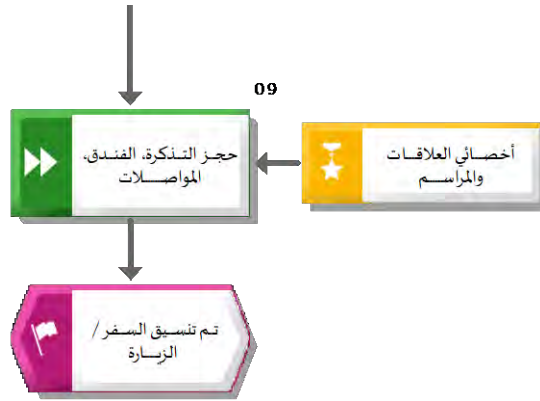 09
حجز التذكرة، الفندق،
المواصلات
أخصائي العلاقات
والمراسم
تم تنسيق السفر/
الزيارة